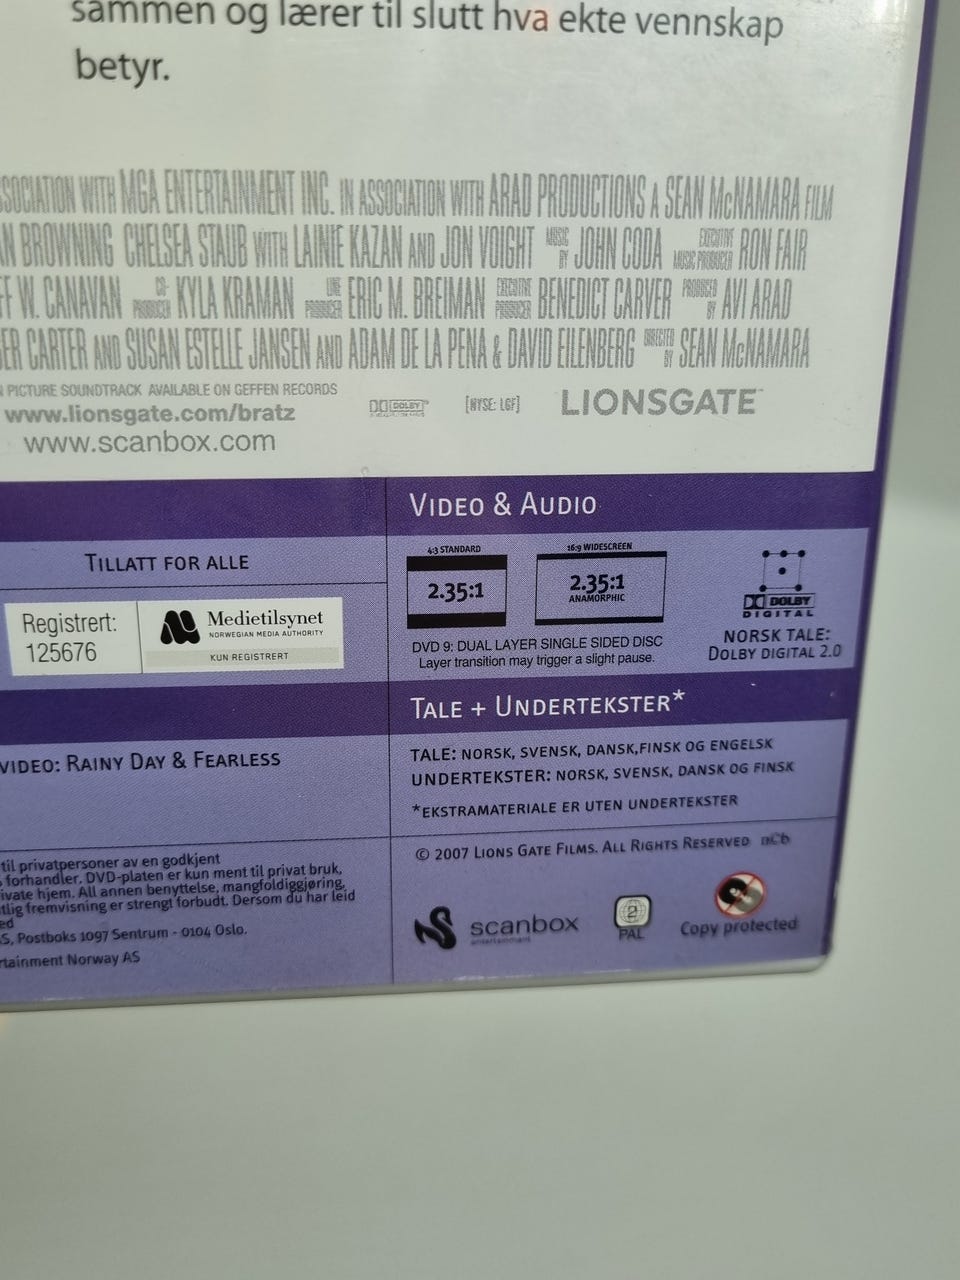 sammen og lærer til slutt hva ekte vennskap
betyr.
SSOCIATION WITH MGA ENTERTAINMENT INC. IN ASSOCIATION WITH ARAD PRODUCTIONS A SEAN McNAMARA FILM
N BROWNING CHELSEA STAUB WITH LAINIE KAZAN AND JON VOIGHT MUSIC BY JOHN CODA EXECUTIVE MUSIC PRODUCER RON FAIR
FF W. CANAVAN CO-PRODUCER KYLA KRAMAN LINE PRODUCER ERIC M. BREIMAN EXECUTIVE PRODUCER BENEDICT CARVER PRODUCED BY AVI ARAD
ER CARTER AND SUSAN ESTELLE JANSEN AND ADAM DE LA PENA & DAVID EILENBERG DIRECTED BY SEAN McNAMARA
N PICTURE SOUNDTRACK AVAILABLE ON GEFFEN RECORDS
www.lionsgate.com/bratz DOLBY [NYSE: LGF] LIONSGATE™
www.scanbox.com
VIDEO & AUDIO
TILLATT FOR ALLE
Registrert:
125676
Medietilsynet
NORWEGIAN MEDIA AUTHORITY
KUN REGISTRERT
4:3 STANDARD
2.35:1
16:9 WIDESCREEN
2.35:1
ANAMORPHIC
DVD 9: DUAL LAYER SINGLE SIDED DISC
Layer transition may trigger a slight pause.
DOLBY
DIGITAL
NORSK TALE:
DOLBY DIGITAL 2.0
TALE + UNDERTEKSTER*
VIDEO: RAINY DAY & FEARLESS
TALE: NORSK, SVENSK, DANSK,FINSK OG ENGELSK
UNDERTEKSTER: NORSK, SVENSK, DANSK OG FINSK
*EKSTRAMATERIALE ER UTEN UNDERTEKSTER
til privatpersoner av en godkjent
forhandler. DVD-platen er kun ment til privat bruk,
ivate hjem. All annen benyttelse, mangfoldiggjøring,
tlig fremvisning er strengt forbudt. Dersom du har leid
ed
S, Postboks 1097 Sentrum - 0104 Oslo.
rtainment Norway AS
© 2007 LIONS GATE FILMS. ALL RIGHTS RESERVED
scanbox
entertainment
2
PAL
Copy protected